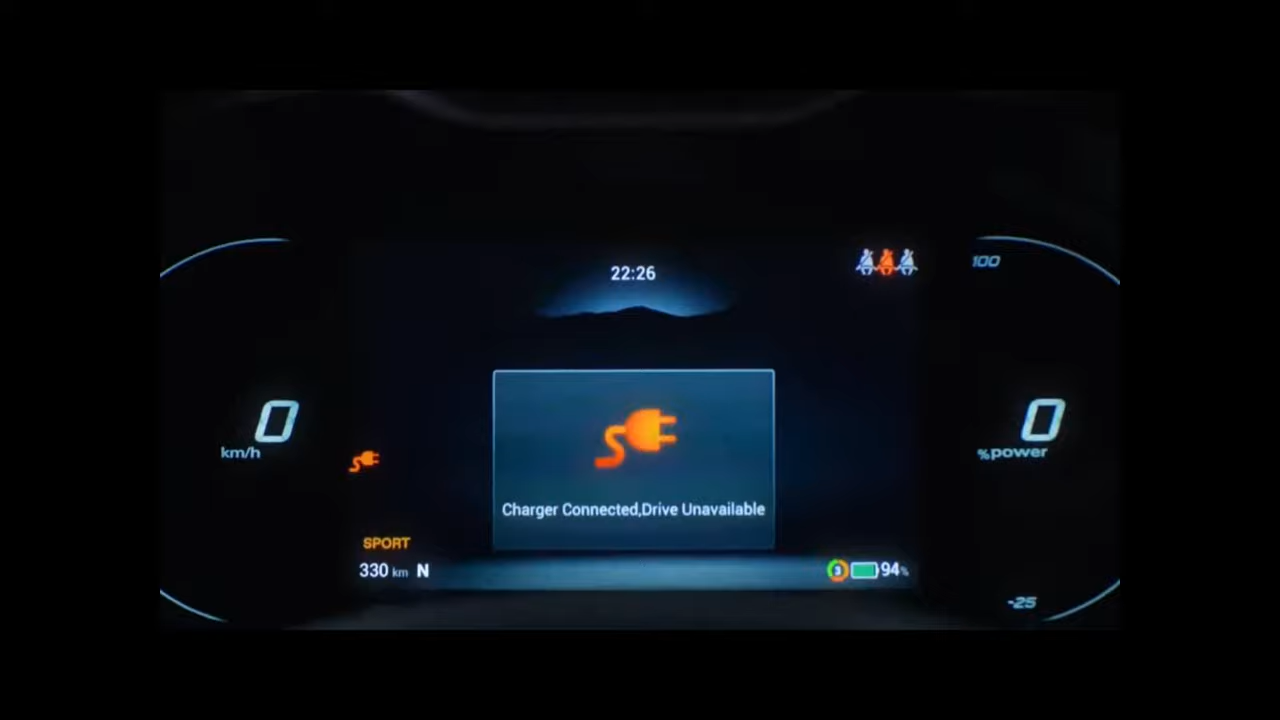 22:26
100
0
km/h
0
%power
Charger Connected,Drive Unavailable
SPORT
330 km N
3
94%
-25